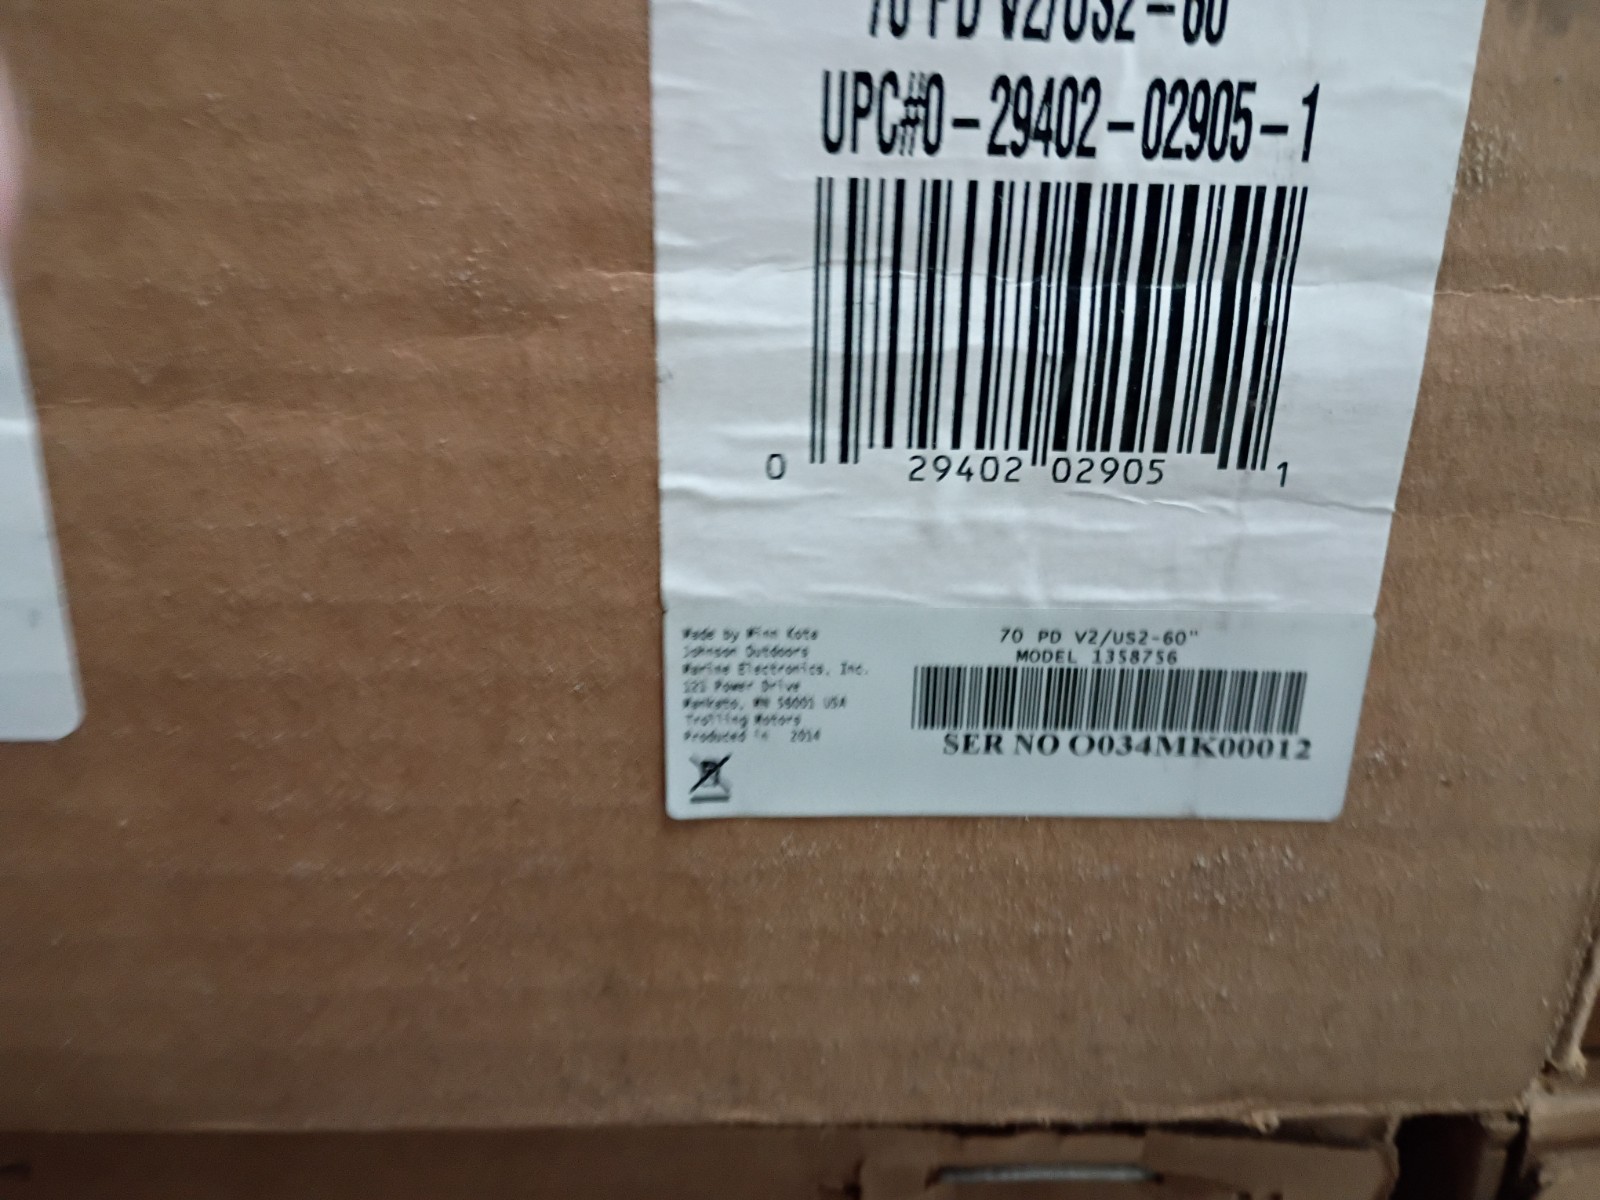 70 PD V2/US2-60
UPC#0-29402-02905-1
0 29402 02905 1
Made by Minn Kota
Johnson Outdoors
Marine Electronics, Inc.
121 Power Drive
Mankato, MN 56001 USA
Trolling Motors
Produced in 2014
70 PD V2/US2-60"
MODEL 1358756
SER NO O034MK00012